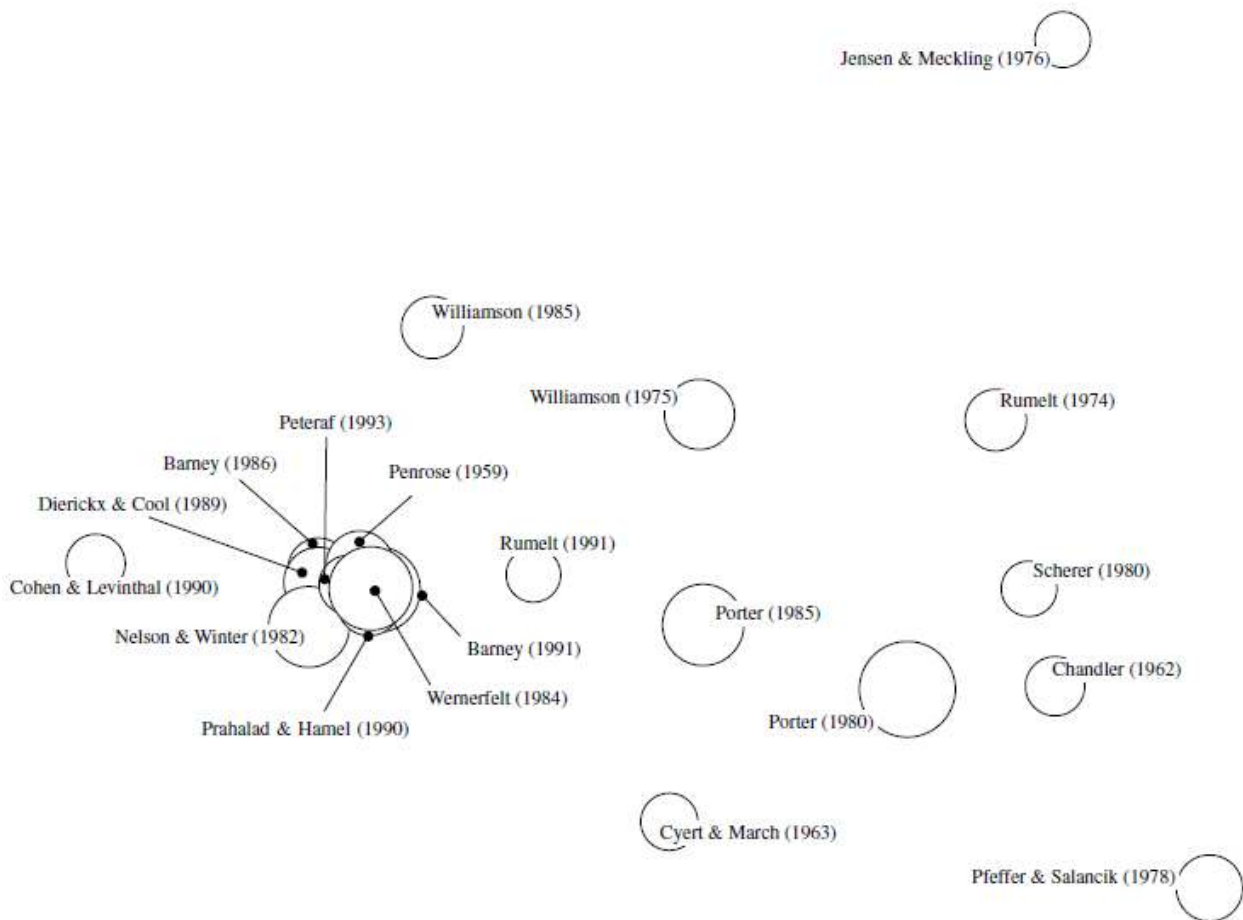 Jensen & Meckling (1976)
Williamson (1985)
Williamson (1975)
Rumelt (1974)
Peteraf (1993)
Barney (1986)
Penrose (1959)
Dierickx & Cool (1989)
Rumelt (1991)
Scherer (1980)
Cohen & Levinthal (1990)
Porter (1985)
Nelson & Winter (1982)
Barney (1991)
Chandler (1962)
Wernerfelt (1984)
Porter (1980)
Prahalad & Hamel (1990)
Cyert & March (1963)
Pfeffer & Salancik (1978)